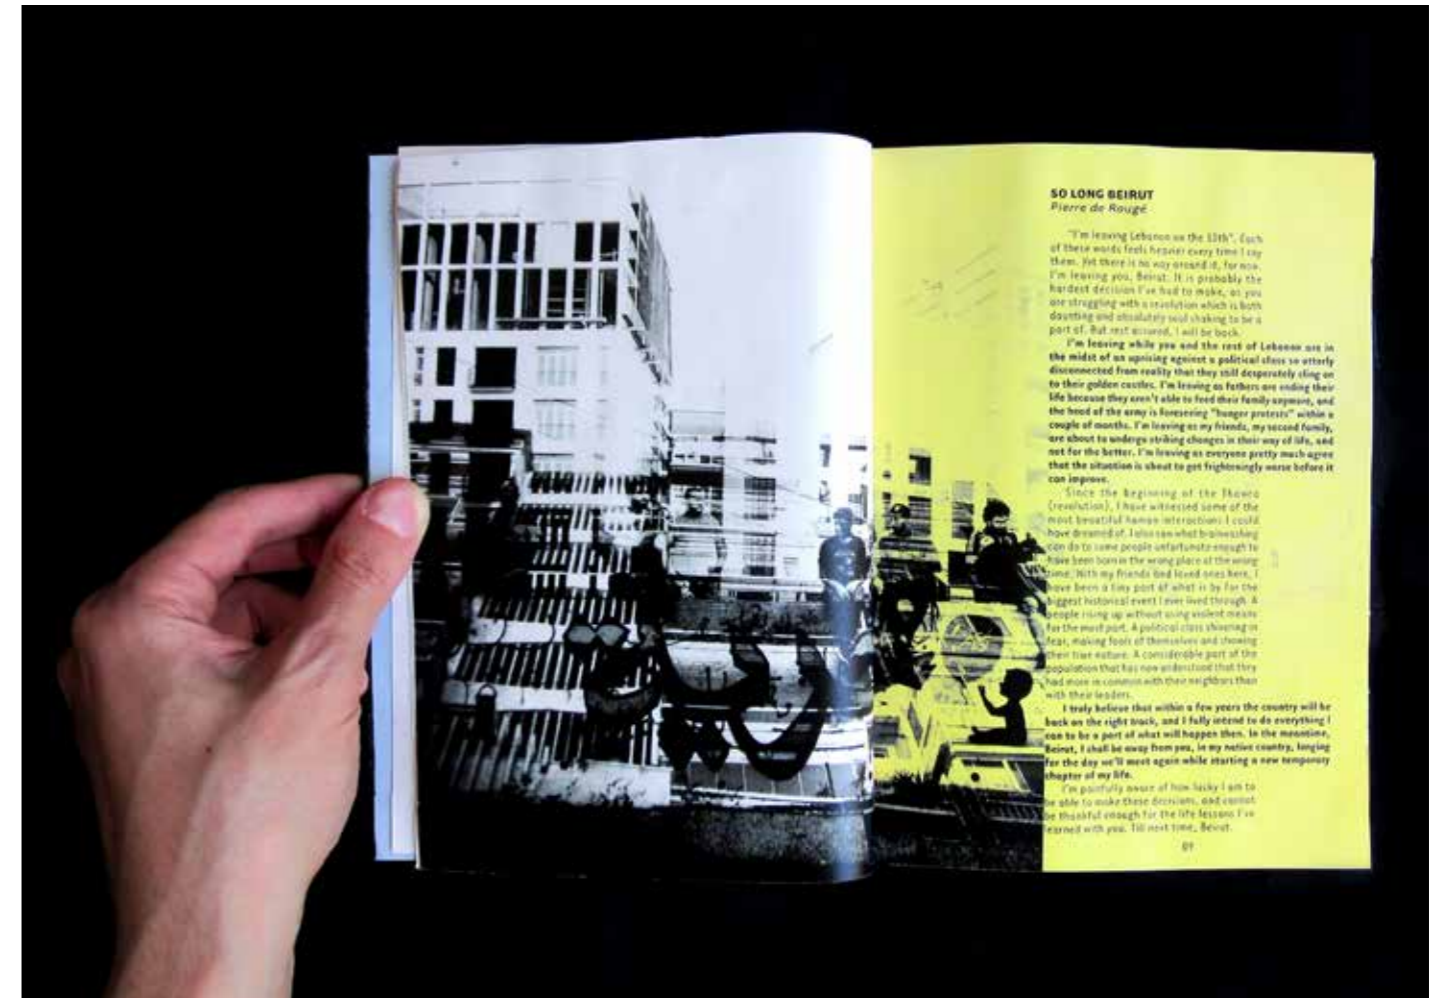 SO LONG BEIRUT
Pierre de Rougé
"I'm leaving Lebanon on the 13th". Each
of these words feels heavier every time I say
them. Yet there is no way around it, for now.
I'm leaving you, Beirut. It is probably the
hardest decision I've had to make, as you
are struggling with a revolution which is both
daunting and absolutely soul shaking to be a
part of. But rest assured, I will be back.
I'm leaving while you and the rest of Lebanon are in
the midst of an uprising against a political class so utterly
disconnected from reality that they still desperately cling on
to their golden castles. I'm leaving as fathers are ending their
life because they aren't able to feed their family anymore, and
the head of the army is foreseeing "hunger protests" within a
couple of months. I'm leaving as my friends, my second family,
are about to undergo striking changes in their way of life, and
not for the better. I'm leaving as everyone pretty much agree
that the situation is about to get frighteningly worse before it
can improve.
Since the Beginning of the Thawra
(revolution), I have witnessed some of the
most beautiful human interactions I could
have dreamed of. I also saw what brainwashing
can do to some people unfortunate enough to
have been born in the wrong place at the wrong
time. With my friends and loved ones here, I
have been a tiny part of what is by far the
biggest historical event I ever lived through. A
people rising up without using violent means
for the most part. A political class shivering in
fear, making fools of themselves and showing
their true nature. A considerable part of the
population that has now understood that they
had more in common with their neighbors than
with their leaders.
I truly believe that within a few years the country will be
back on the right track, and I fully intend to do everything I
can to be a part of what will happen then. In the meantime,
Beirut, I shall be away from you, in my native country, longing
for the day we'll meet again while starting a new temporary
chapter of my life.
I'm painfully aware of how lucky I am to
be able to make these decisions, and cannot
be thankful enough for the life lessons I've
learned with you. Till next time, Beirut.